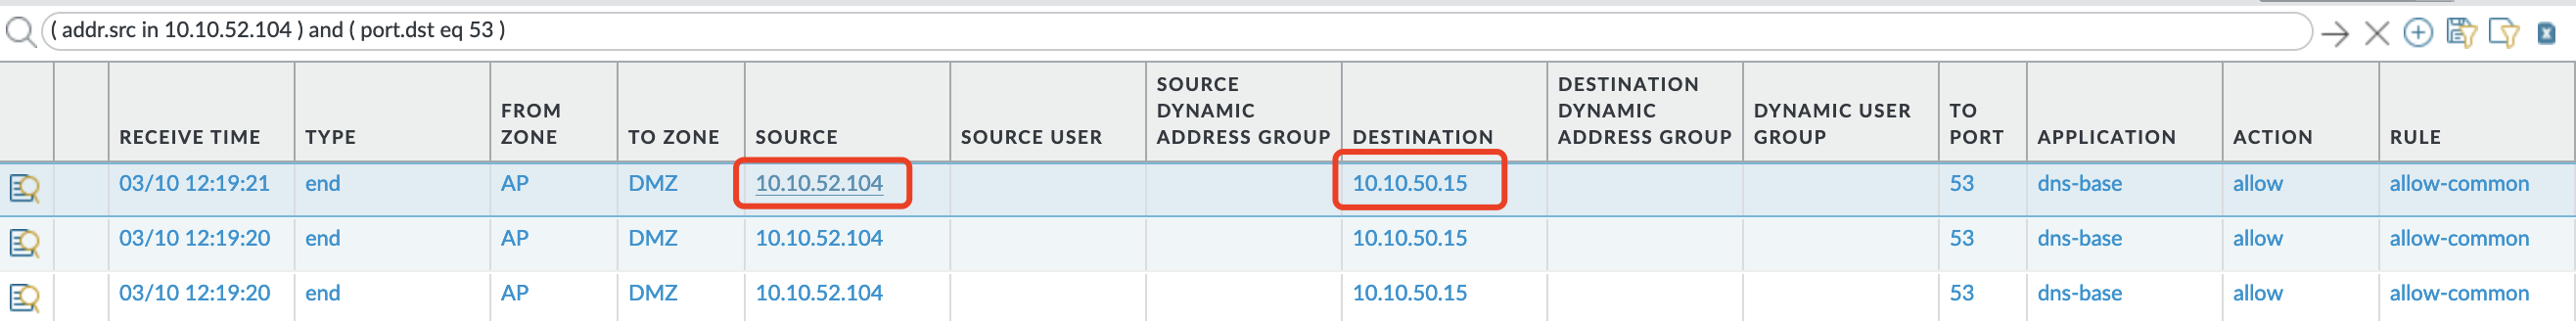 ( addr.src in 10.10.52.104 ) and ( port.dst eq 53 )
RECEIVE TIME TYPE FROM ZONE TO ZONE SOURCE SOURCE USER SOURCE DYNAMIC ADDRESS GROUP DESTINATION DESTINATION DYNAMIC ADDRESS GROUP DYNAMIC USER GROUP TO PORT APPLICATION ACTION RULE
03/10 12:19:21 end AP DMZ 10.10.52.104 10.10.50.15 53 dns-base allow allow-common
03/10 12:19:20 end AP DMZ 10.10.52.104 10.10.50.15 53 dns-base allow allow-common
03/10 12:19:20 end AP DMZ 10.10.52.104 10.10.50.15 53 dns-base allow allow-common